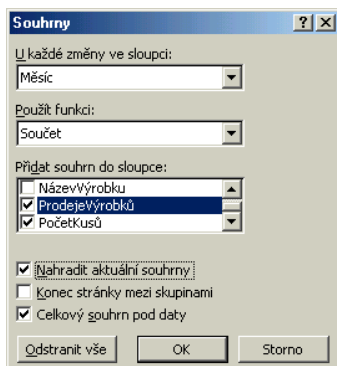 Souhrny
U každé změny ve sloupci:
Měsíc
Použít funkci:
Součet
Přidat souhrn do sloupce:
NázevVýrobku
ProdejeVýrobků
PočetKusů
Nahradit aktuální souhrny
Konec stránky mezi skupinami
Celkový souhrn pod daty
Odstranit vše OK Storno